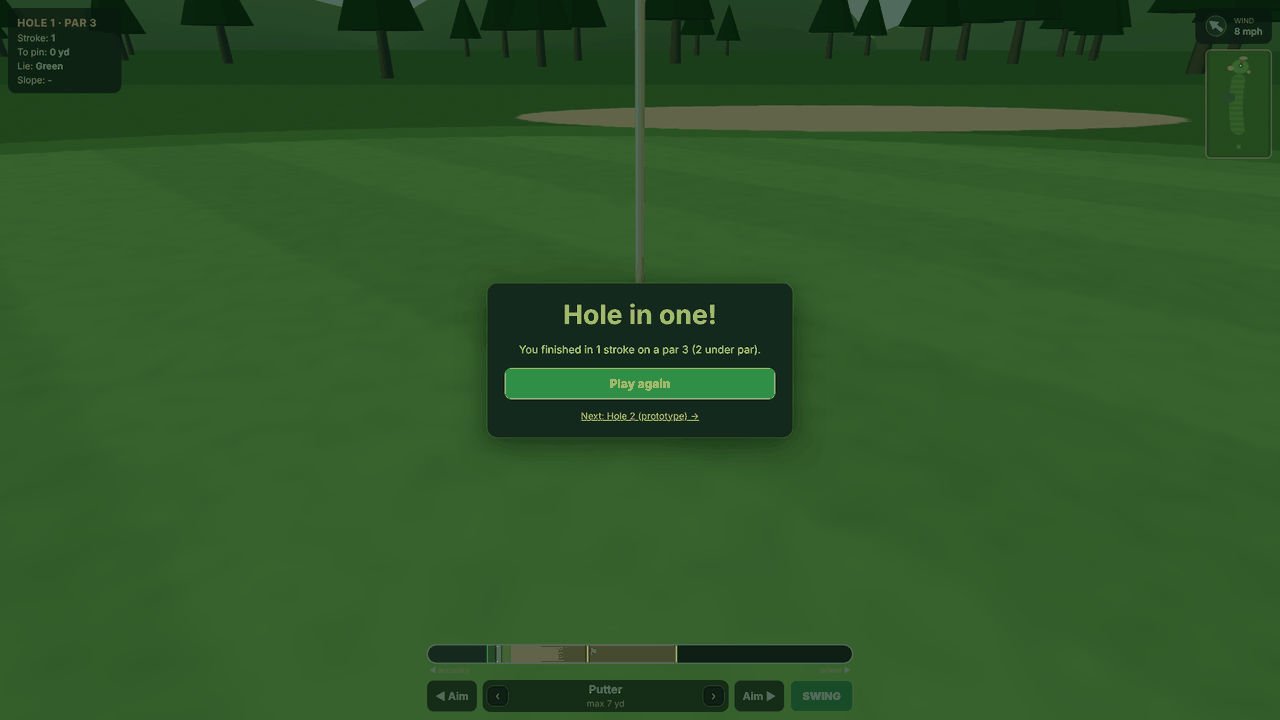 HOLE 1 · PAR 3
Stroke: 1
To pin: 0 yd
Lie: Green
Slope: -
WIND
8 mph
Hole in one!
You finished in 1 stroke on a par 3 (2 under par).
Play again
Next: Hole 2 (prototype) →
◀ Aim
‹
Putter
max 7 yd
›
Aim ▶
SWING